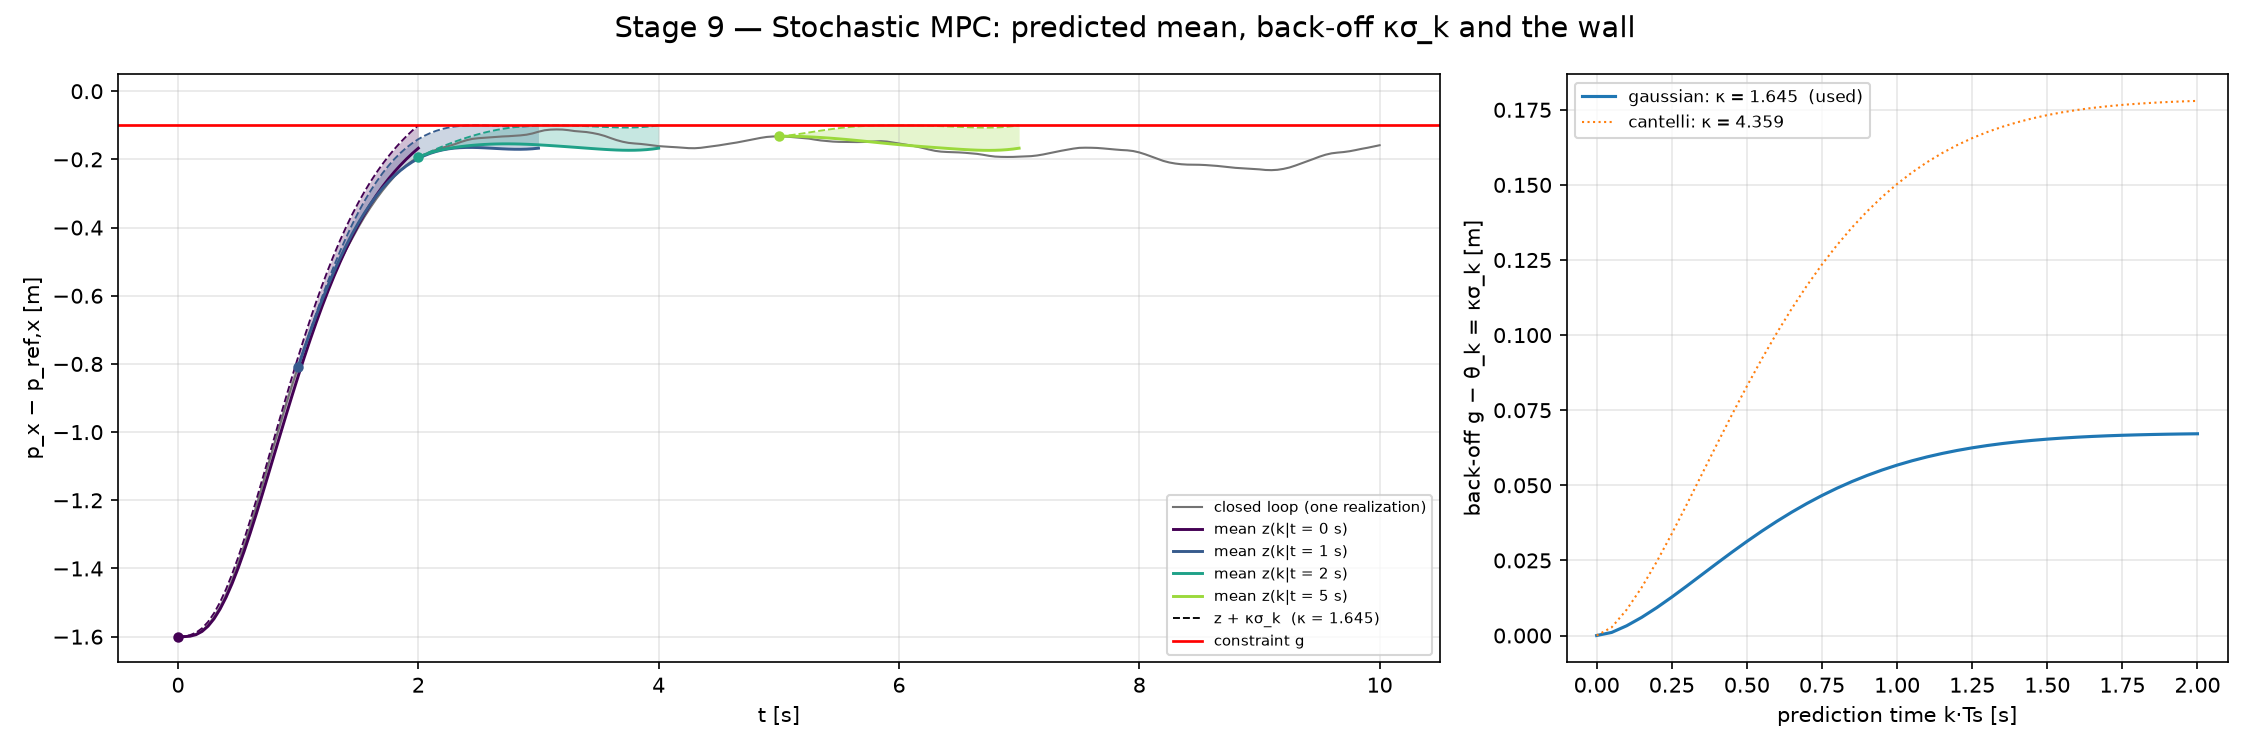 Stage 9 — Stochastic MPC: predicted mean, back-off κσ_k and the wall
p_x − p_ref,x [m]
0.0
−0.2
−0.4
−0.6
−0.8
−1.0
−1.2
−1.4
−1.6
0
2
4
6
8
10
t [s]
closed loop (one realization)
mean z(k|t = 0 s)
mean z(k|t = 1 s)
mean z(k|t = 2 s)
mean z(k|t = 5 s)
z + κσ_k (κ = 1.645)
constraint g
back-off g − θ_k = κσ_k [m]
0.175
0.150
0.125
0.100
0.075
0.050
0.025
0.000
0.00
0.25
0.50
0.75
1.00
1.25
1.50
1.75
2.00
prediction time k·Ts [s]
gaussian: κ = 1.645 (used)
cantelli: κ = 4.359